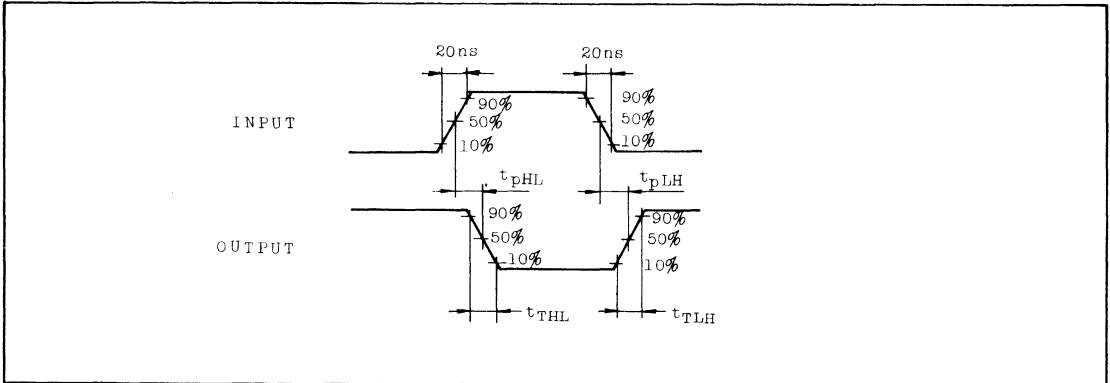 20ns 20ns
90% 90%
INPUT 50% 50%
10% 10%
tpHL tpLH
90% 90%
OUTPUT 50% 50%
10% 10%
tTHL tTLH